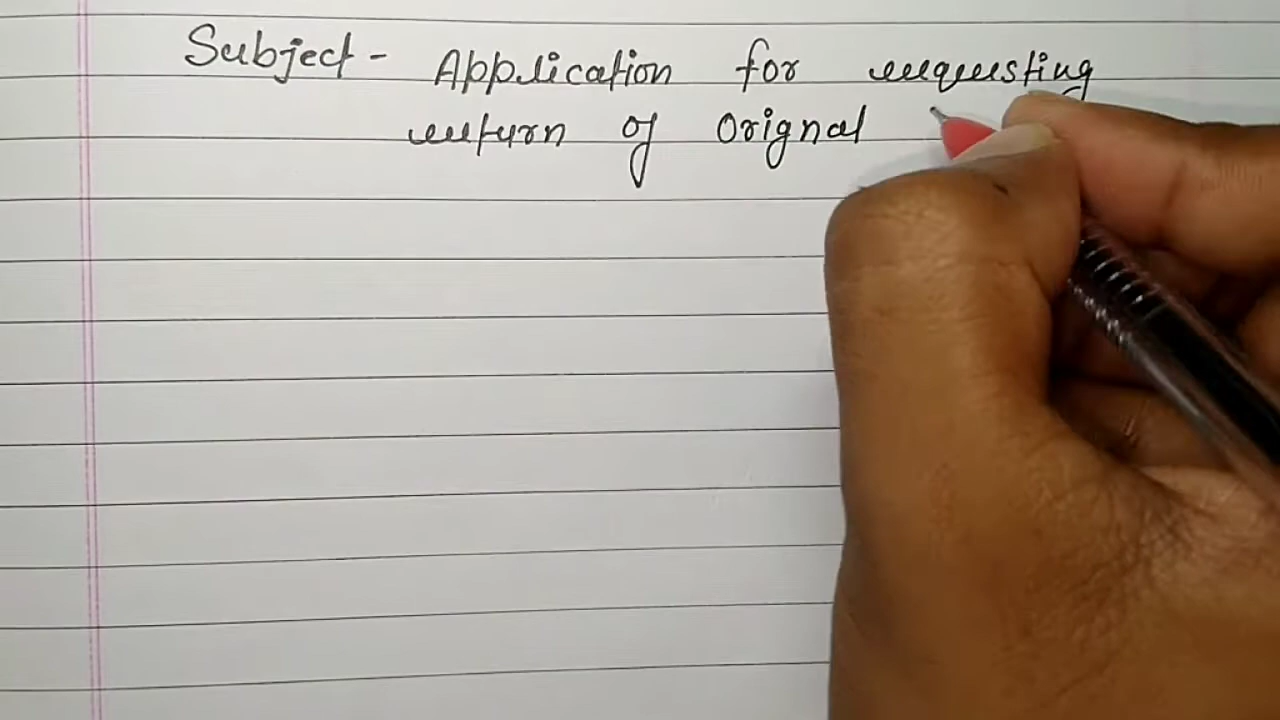 Subject - Application for requesting
return of Orignal